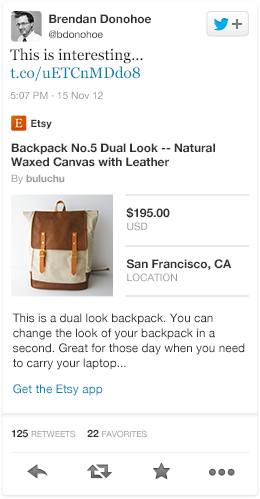 Brendan Donohoe
@bdonohoe
This is interesting...
t.co/uETCnMDdo8
5:07 PM · 15 Nov 12
E Etsy
Backpack No.5 Dual Look -- Natural
Waxed Canvas with Leather
By buluchu
$195.00
USD
San Francisco, CA
LOCATION
This is a dual look backpack. You can
change the look of your backpack in a
second. Great for those day when you need
to carry your laptop...
Get the Etsy app
125 RETWEETS 22 FAVORITES